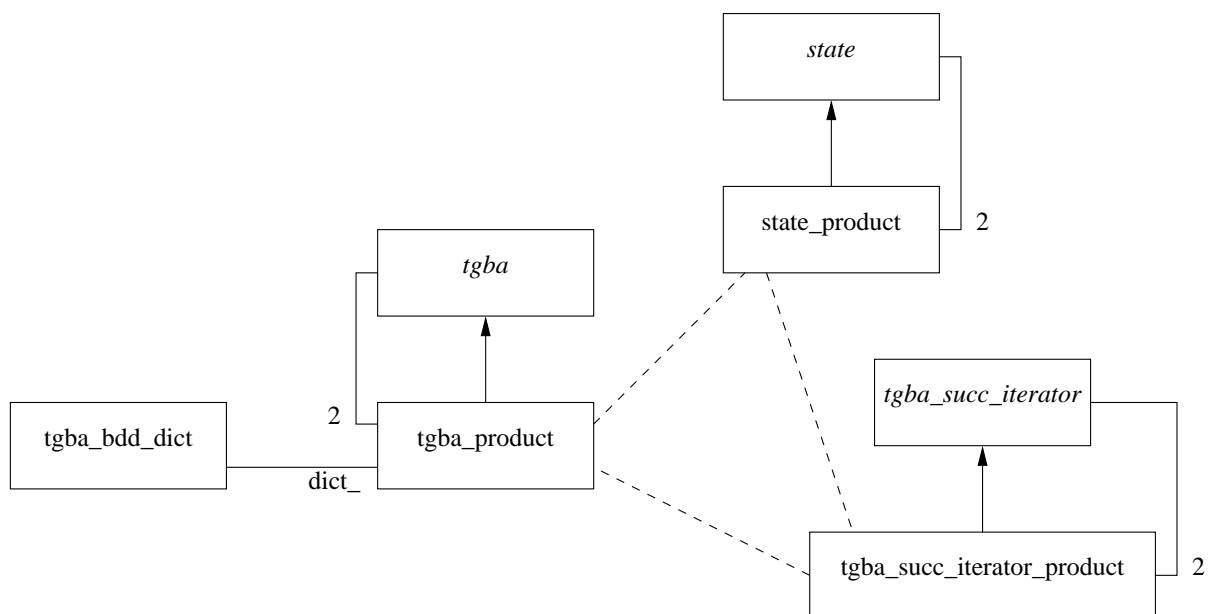 state
state_product
2
tgba
tgba_succ_iterator
2
tgba_bdd_dict
tgba_product
dict_
tgba_succ_iterator_product
2